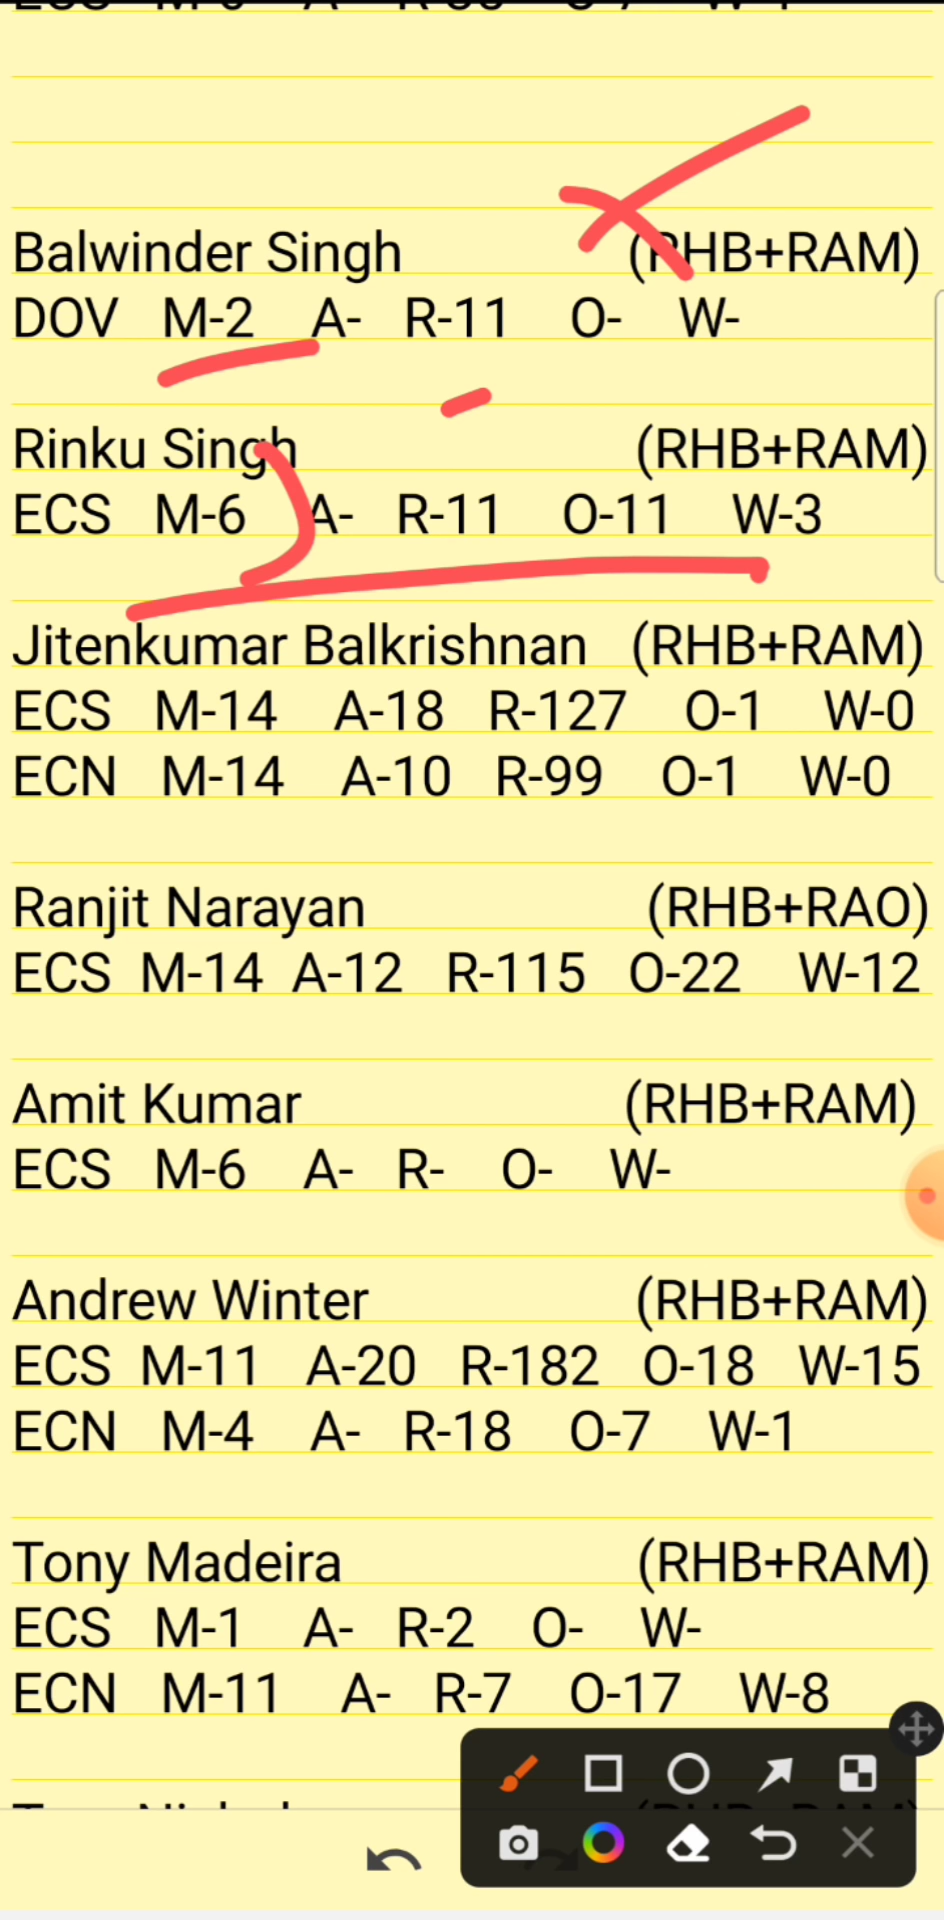 Balwinder Singh (RHB+RAM)
DOV M-2 A- R-11 O- W-
Rinku Singh (RHB+RAM)
ECS M-6 A- R-11 O-11 W-3
Jitenkumar Balkrishnan (RHB+RAM)
ECS M-14 A-18 R-127 O-1 W-0
ECN M-14 A-10 R-99 O-1 W-0
Ranjit Narayan (RHB+RAO)
ECS M-14 A-12 R-115 O-22 W-12
Amit Kumar (RHB+RAM)
ECS M-6 A- R- O- W-
Andrew Winter (RHB+RAM)
ECS M-11 A-20 R-182 O-18 W-15
ECN M-4 A- R-18 O-7 W-1
Tony Madeira (RHB+RAM)
ECS M-1 A- R-2 O- W-
ECN M-11 A- R-7 O-17 W-8